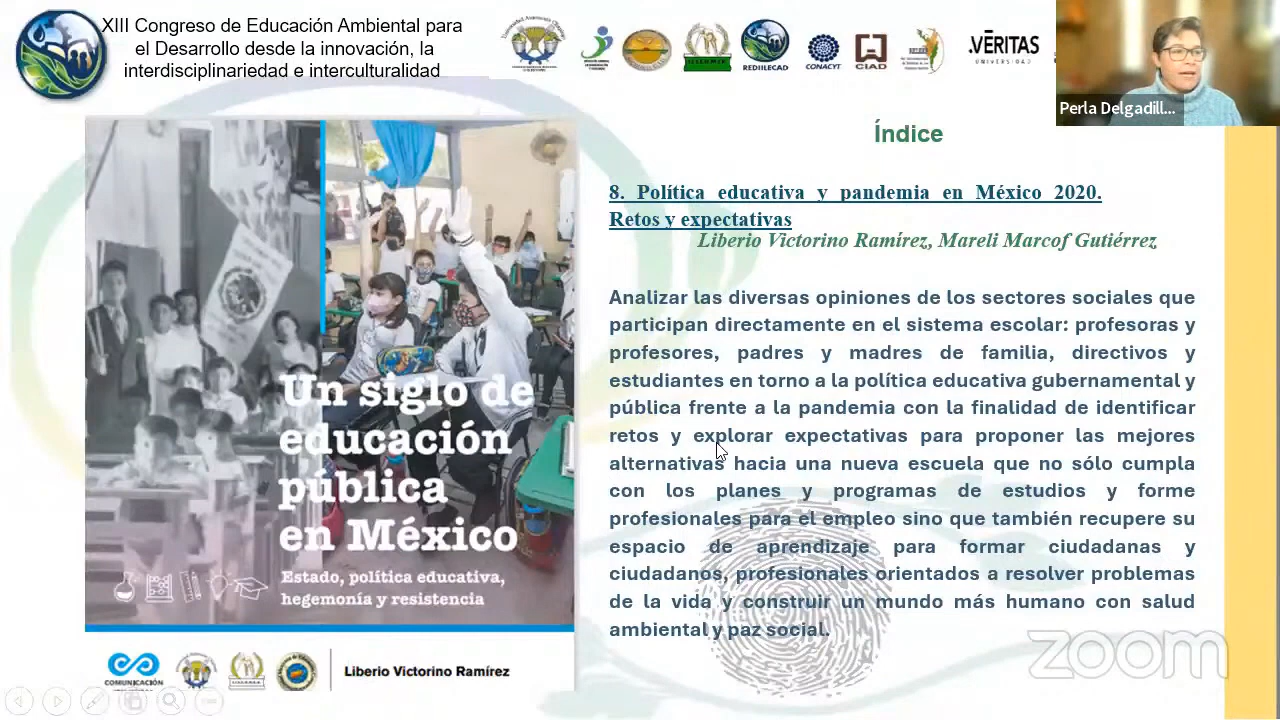 XIII Congreso de Educación Ambiental para
el Desarrollo desde la innovación, la
interdisciplinariedad e interculturalidad
REDIIECAD
CONACYT
CIAD
.VĒRITAS
UNIVERSIDAD
Perla Delgadill...
Índice
8. Política educativa y pandemia en México 2020.
Retos y expectativas
Liberio Victorino Ramírez, Mareli Marcof Gutiérrez
Analizar las diversas opiniones de los sectores sociales que
participan directamente en el sistema escolar: profesoras y
profesores, padres y madres de familia, directivos y
estudiantes en torno a la política educativa gubernamental y
pública frente a la pandemia con la finalidad de identificar
retos y explorar expectativas para proponer las mejores
alternativas hacia una nueva escuela que no sólo cumpla
con los planes y programas de estudios y forme
profesionales para el empleo sino que también recupere su
espacio de aprendizaje para formar ciudadanas y
ciudadanos, profesionales orientados a resolver problemas
de la vida y construir un mundo más humano con salud
ambiental y paz social.
Un siglo de
educación
pública
en México
Estado, política educativa,
hegemonía y resistencia
COMUNICACIÓN
Liberio Victorino Ramírez
zoom